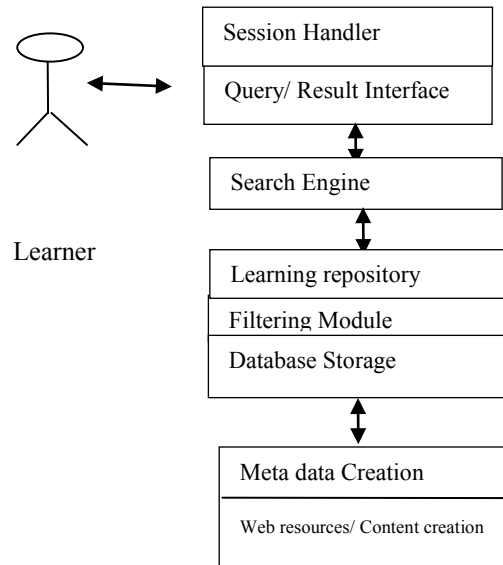 Session Handler
Query/ Result Interface
Search Engine
Learner
Learning repository
Filtering Module
Database Storage
Meta data Creation
Web resources/ Content creation